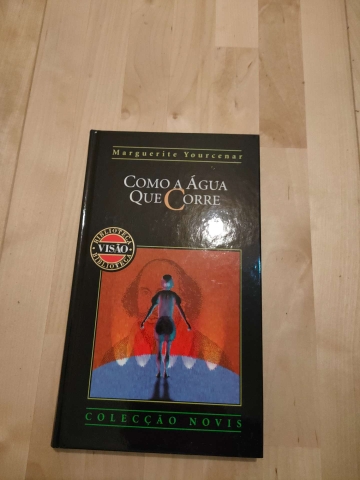 Marguerite Yourcenar
COMO A ÁGUA
QUE CORRE
BIBLIOTECA
VISÃO
BIBLIOTECA
COLECÇÃO NOVIS